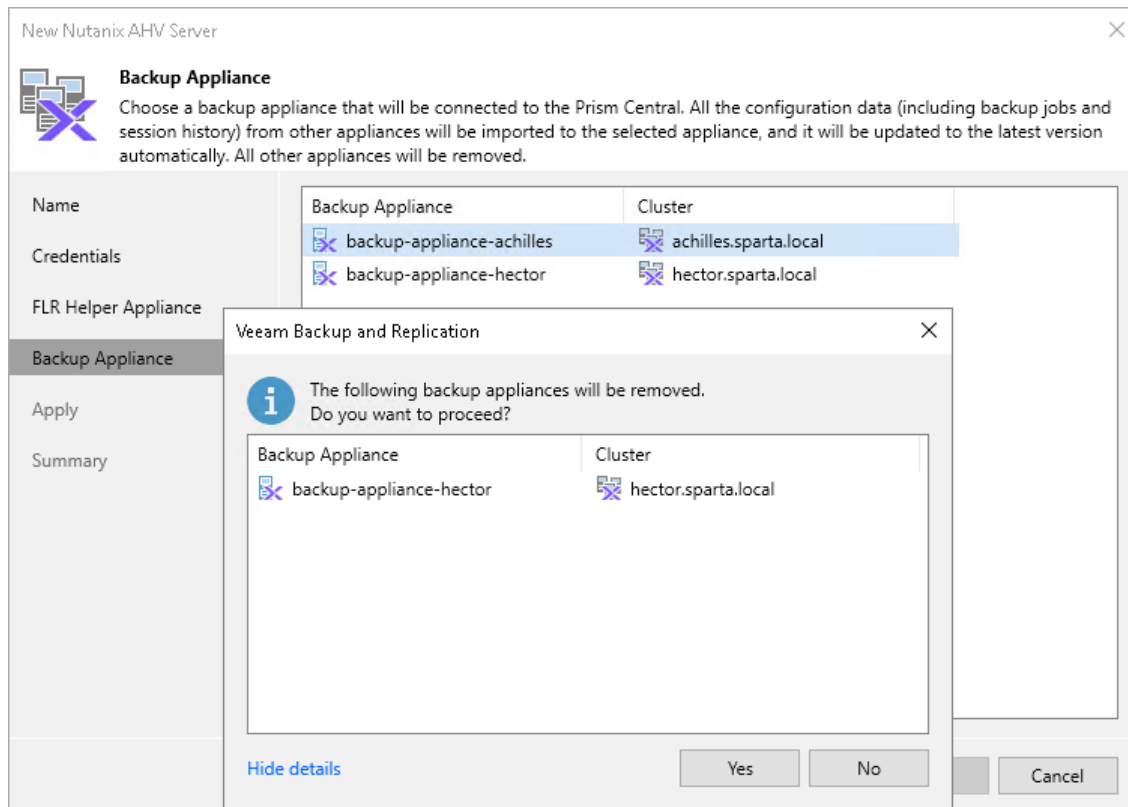 New Nutanix AHV Server
Backup Appliance
Choose a backup appliance that will be connected to the Prism Central. All the configuration data (including backup jobs and
session history) from other appliances will be imported to the selected appliance, and it will be updated to the latest version
automatically. All other appliances will be removed.
Name
Credentials
FLR Helper Appliance
Backup Appliance
Apply
Summary
Backup Appliance Cluster
backup-appliance-achilles achilles.sparta.local
backup-appliance-hector hector.sparta.local
Veeam Backup and Replication
The following backup appliances will be removed.
Do you want to proceed?
Backup Appliance Cluster
backup-appliance-hector hector.sparta.local
Hide details Yes No
Cancel